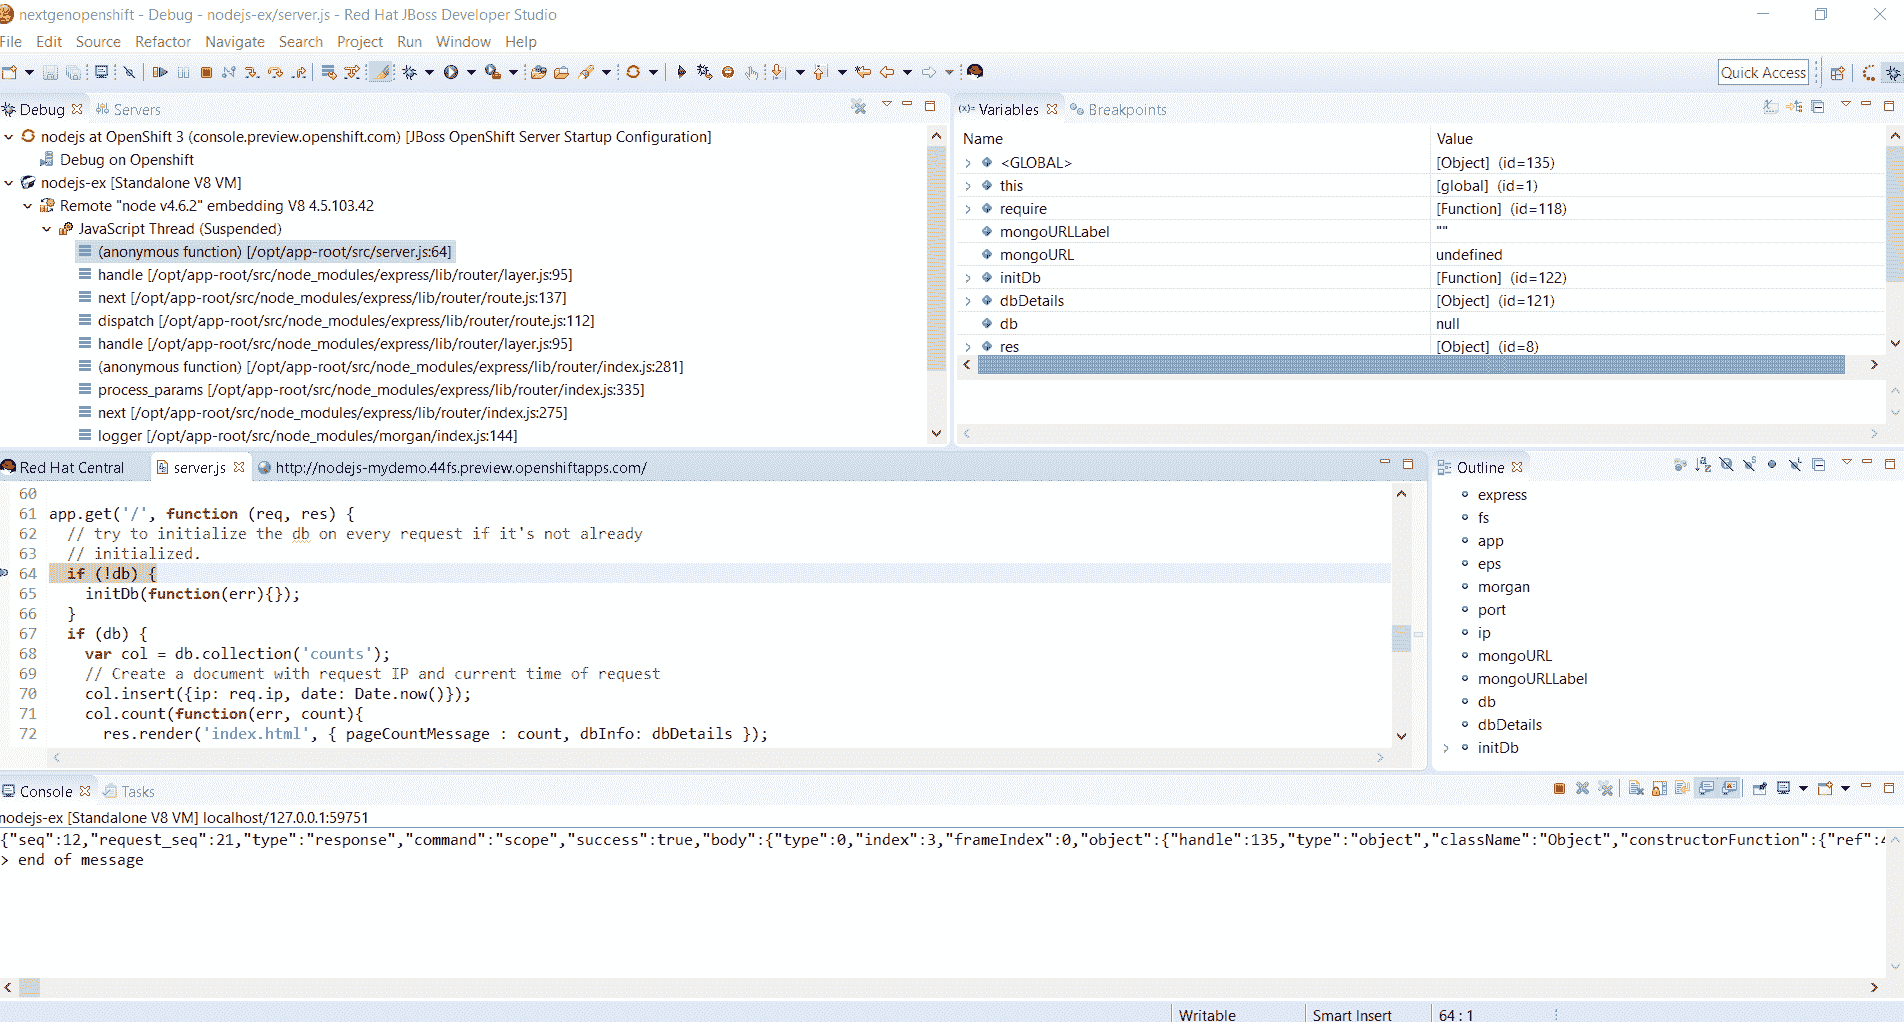 nextgenopenshift - Debug - nodejs-ex/server.js - Red Hat JBoss Developer Studio
File Edit Source Refactor Navigate Search Project Run Window Help
Quick Access
Debug Servers
nodejs at OpenShift 3 (console.preview.openshift.com) [JBoss OpenShift Server Startup Configuration]
Debug on Openshift
nodejs-ex [Standalone V8 VM]
Remote "node v4.6.2" embedding V8 4.5.103.42
JavaScript Thread (Suspended)
(anonymous function) [/opt/app-root/src/server.js:64]
handle [/opt/app-root/src/node_modules/express/lib/router/layer.js:95]
next [/opt/app-root/src/node_modules/express/lib/router/route.js:137]
dispatch [/opt/app-root/src/node_modules/express/lib/router/route.js:112]
handle [/opt/app-root/src/node_modules/express/lib/router/layer.js:95]
(anonymous function) [/opt/app-root/src/node_modules/express/lib/router/index.js:281]
process_params [/opt/app-root/src/node_modules/express/lib/router/index.js:335]
next [/opt/app-root/src/node_modules/express/lib/router/index.js:275]
logger [/opt/app-root/src/node_modules/morgan/index.js:144]
(x)= Variables Breakpoints
Name Value
<GLOBAL> [Object] (id=135)
this [global] (id=1)
require [Function] (id=118)
mongoURLLabel ""
mongoURL undefined
initDb [Function] (id=122)
dbDetails [Object] (id=121)
db null
res [Object] (id=8)
Red Hat Central server.js http://nodejs-mydemo.44fs.preview.openshiftapps.com/
60
61 app.get('/', function (req, res) {
62 // try to initialize the db on every request if it's not already
63 // initialized.
64 if (!db) {
65 initDb(function(err){});
66 }
67 if (db) {
68 var col = db.collection('counts');
69 // Create a document with request IP and current time of request
70 col.insert({ip: req.ip, date: Date.now()});
71 col.count(function(err, count){
72 res.render('index.html', { pageCountMessage : count, dbInfo: dbDetails });
Outline
express
fs
app
eps
morgan
port
ip
mongoURL
mongoURLLabel
db
dbDetails
initDb
Console Tasks
nodejs-ex [Standalone V8 VM] localhost/127.0.0.1:59751
{"seq":12,"request_seq":21,"type":"response","command":"scope","success":true,"body":{"type":0,"index":3,"frameIndex":0,"object":{"handle":135,"type":"object","className":"Object","constructorFunction":{"ref":4
> end of message
Writable Smart Insert 64 : 1